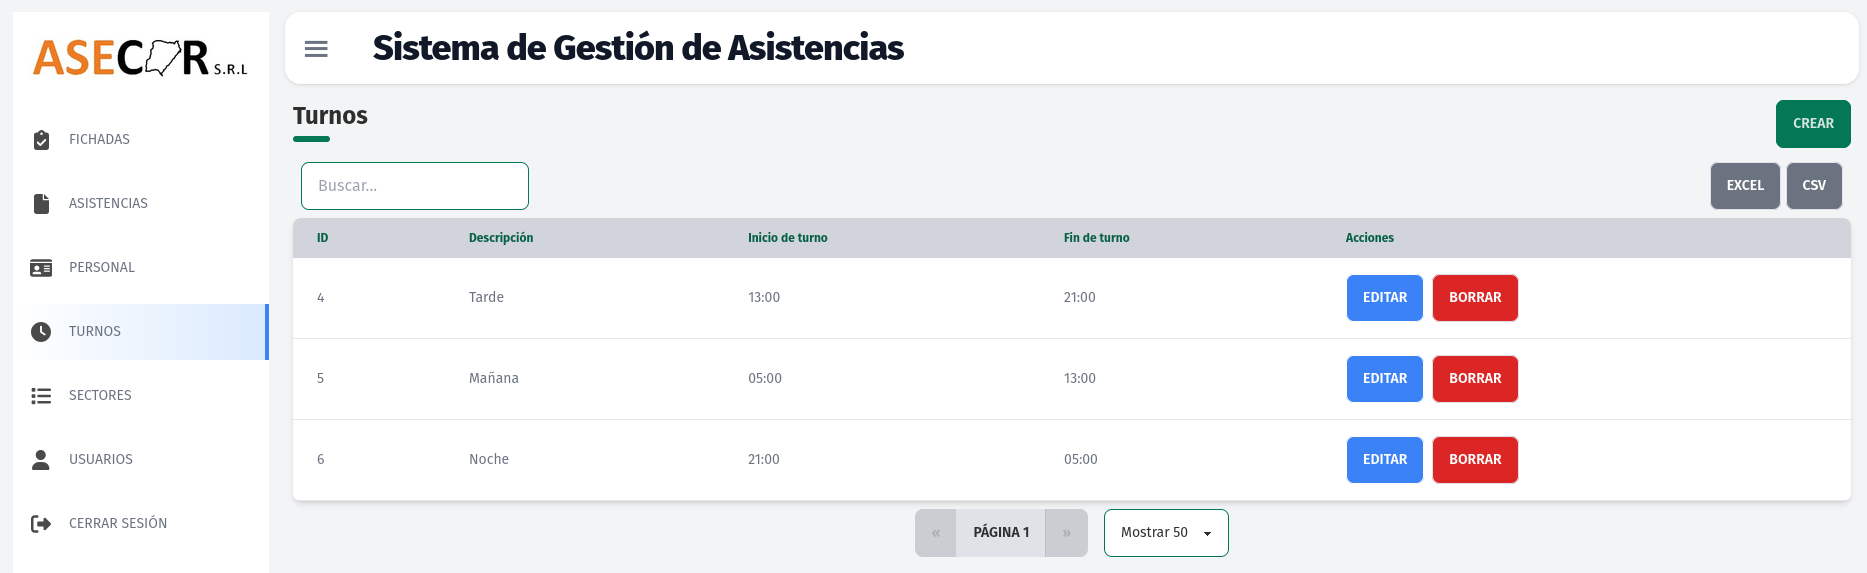 ASECOR S.R.L
Sistema de Gestión de Asistencias
FICHADAS
ASISTENCIAS
PERSONAL
TURNOS
SECTORES
USUARIOS
CERRAR SESIÓN
Turnos
CREAR
Buscar...
EXCEL CSV
ID Descripción Inicio de turno Fin de turno Acciones
4 Tarde 13:00 21:00 EDITAR BORRAR
5 Mañana 05:00 13:00 EDITAR BORRAR
6 Noche 21:00 05:00 EDITAR BORRAR
« PÁGINA 1 » Mostrar 50